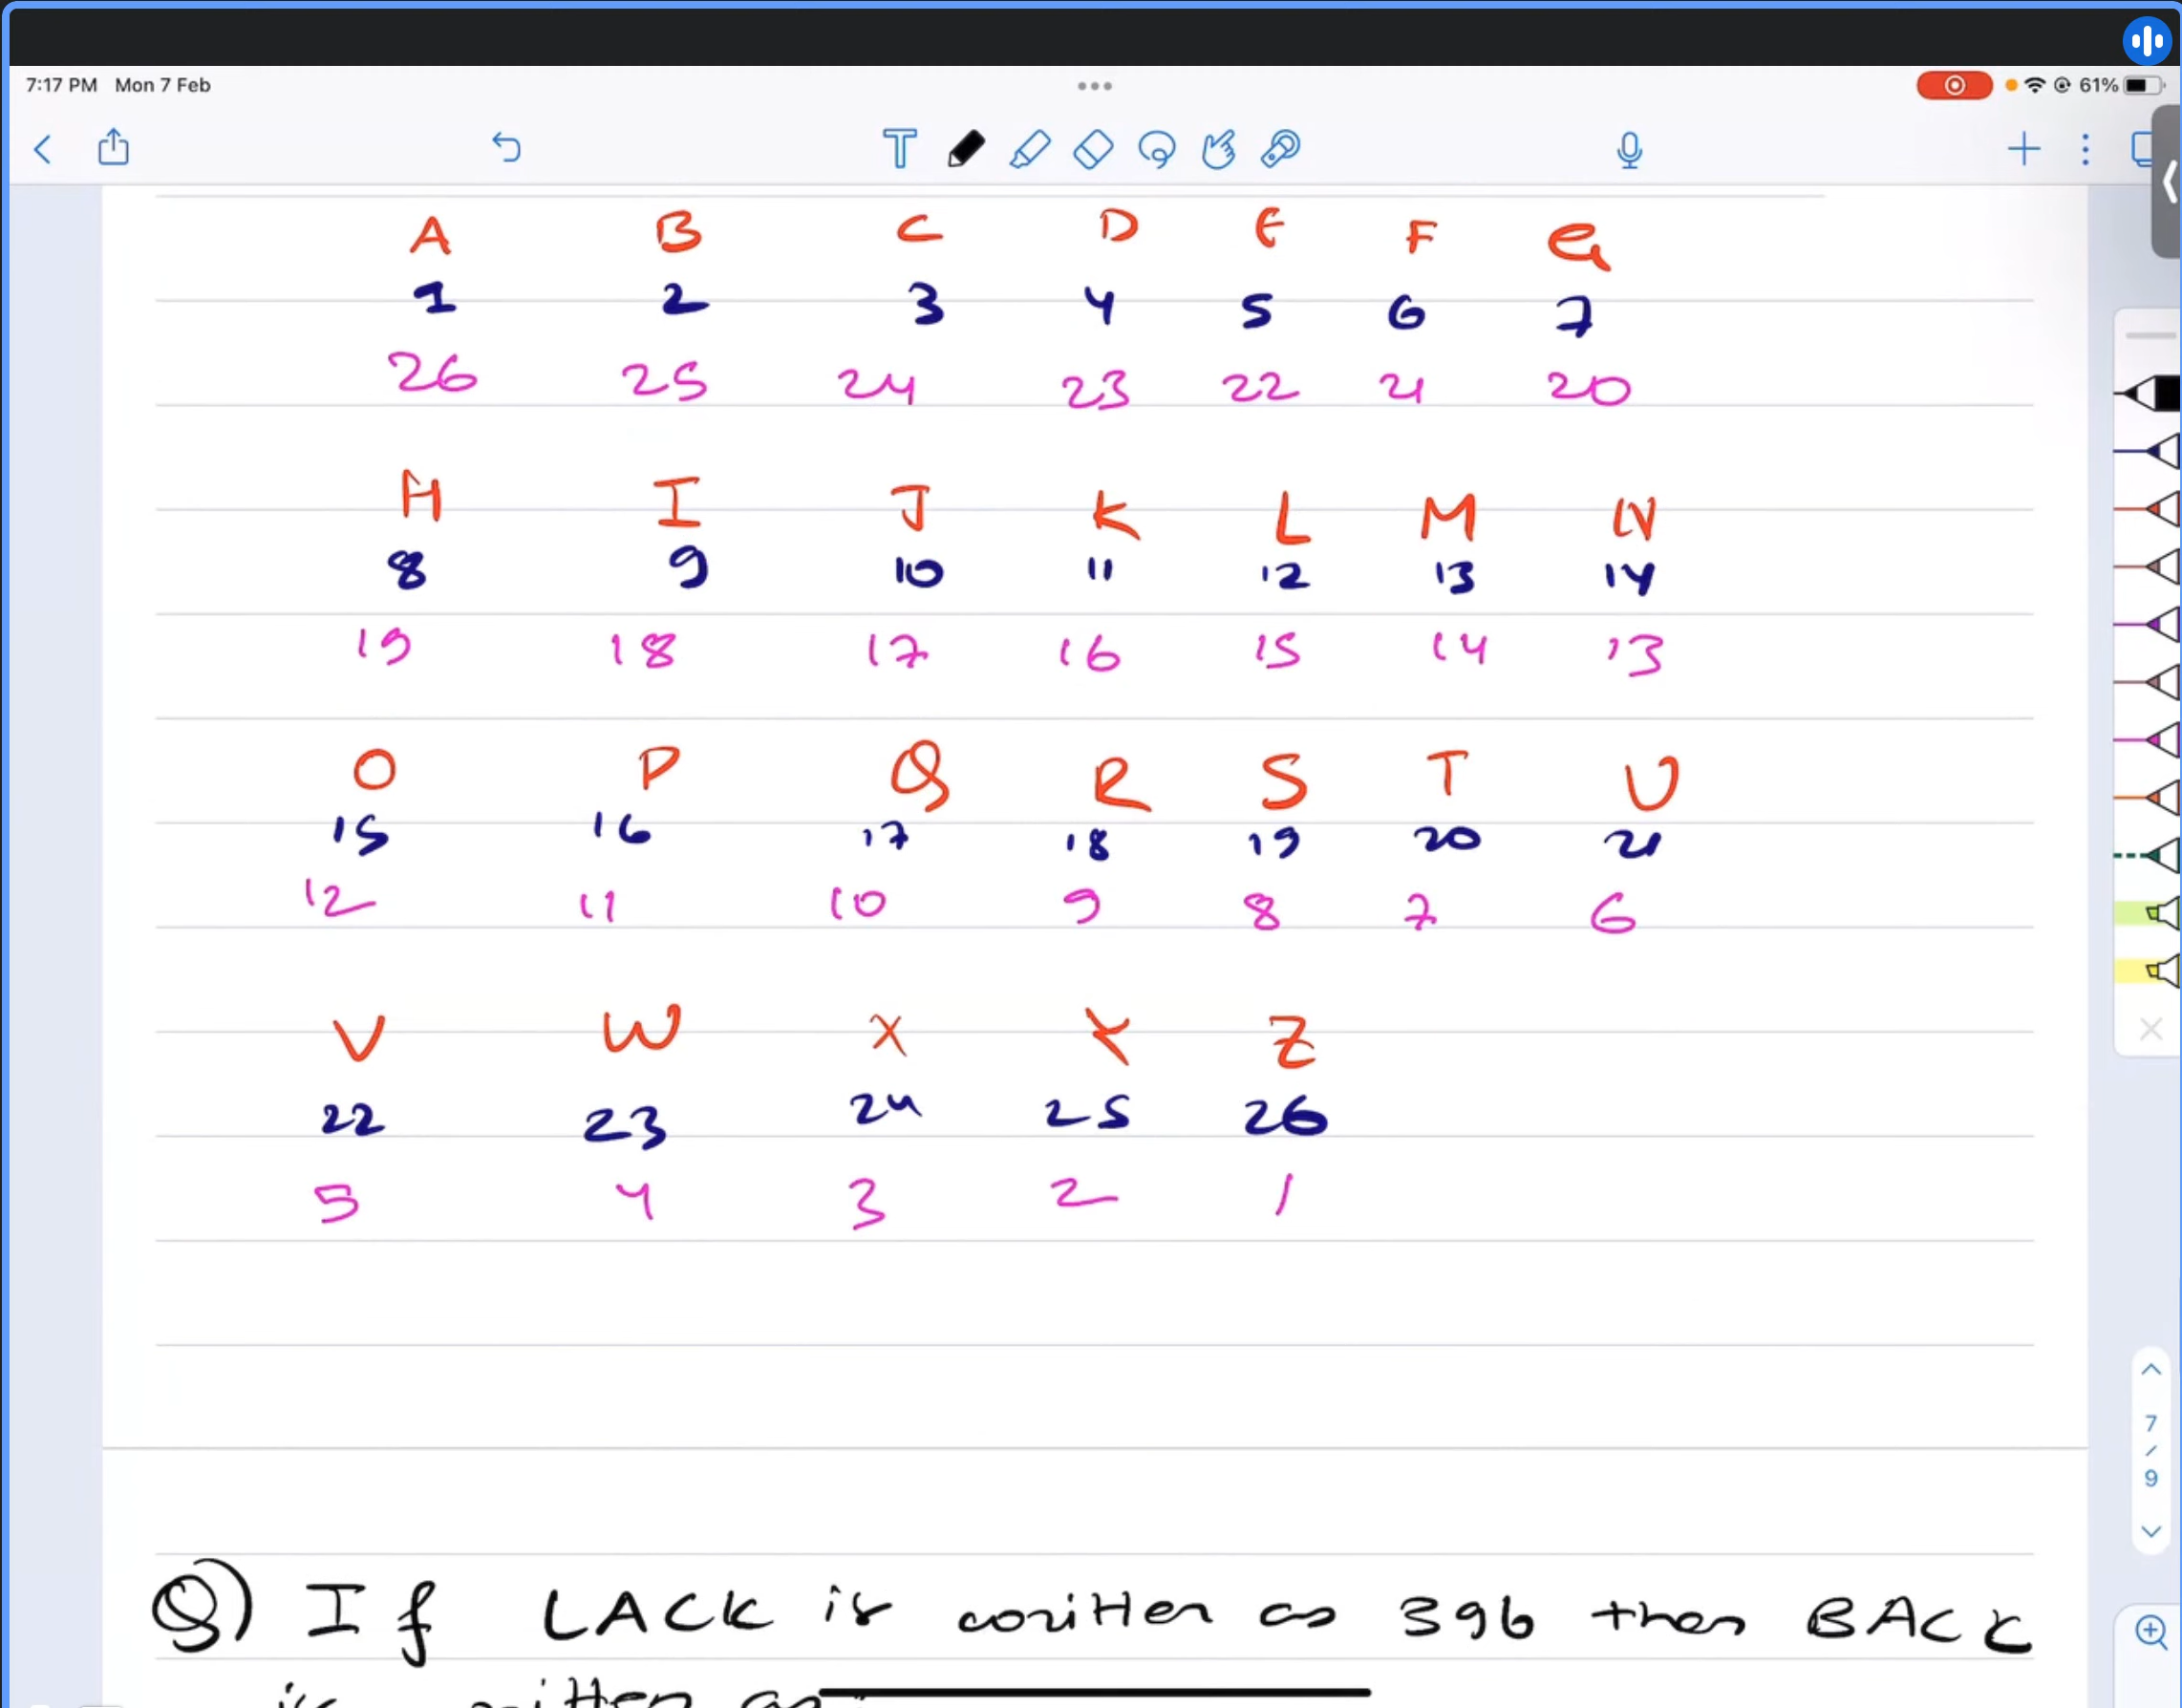 7:17 PM Mon 7 Feb
61%
T
A B C D E F G
1 2 3 4 5 6 7
26 25 24 23 22 21 20
H I J K L M N
8 9 10 11 12 13 14
19 18 17 16 15 14 13
O P Q R S T U
15 16 17 18 19 20 21
12 11 10 9 8 7 6
V W X Y Z
22 23 24 25 26
5 4 3 2 1
7
/
9
Q) If LACK is written as 396 then BACK
is written as